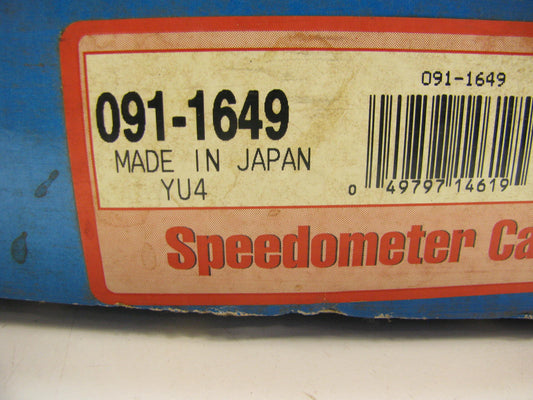 091-1649
091-1649
MADE IN JAPAN
YU4
0 49797 14619
Speedometer Ca